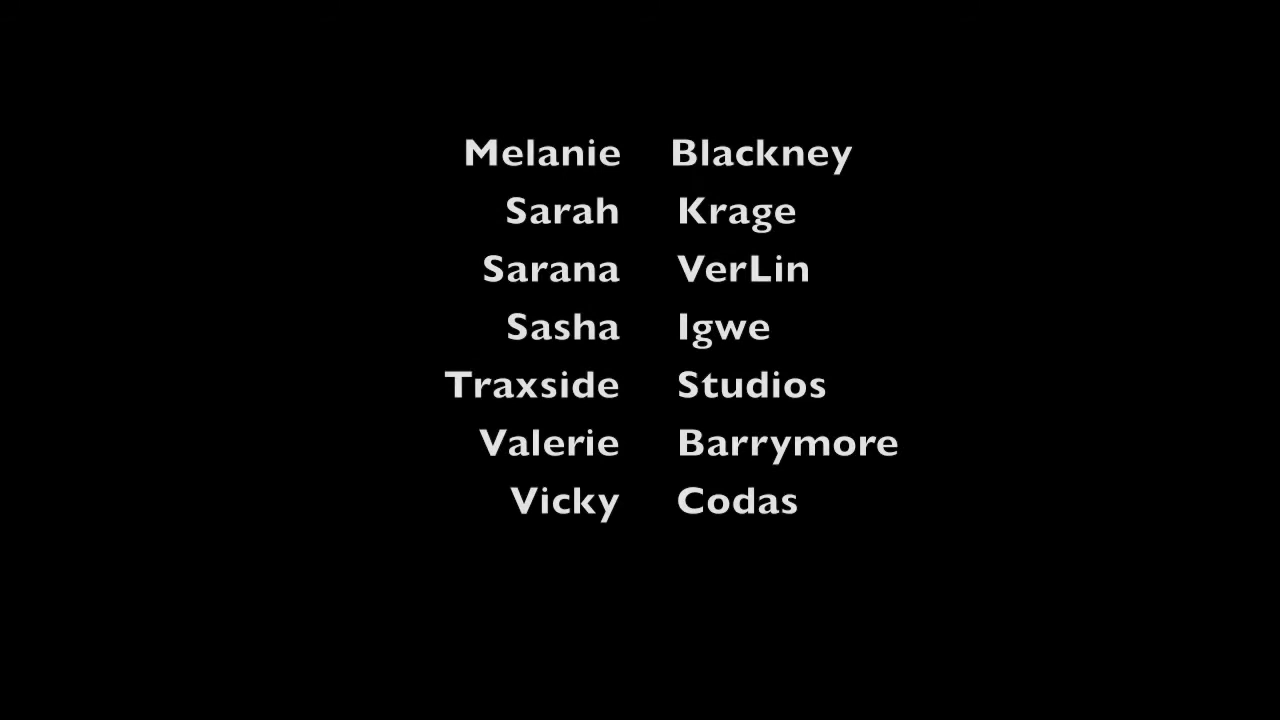 Melanie Blackney
Sarah Krage
Sarana VerLin
Sasha Igwe
Traxside Studios
Valerie Barrymore
Vicky Codas